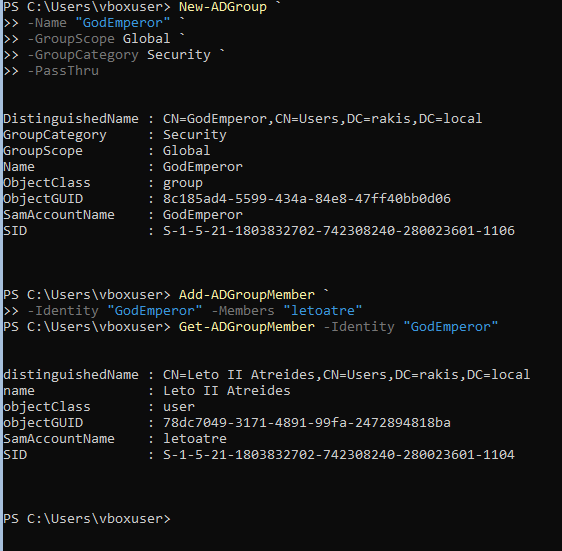 PS C:\Users\vboxuser> New-ADGroup `
>> -Name "GodEmperor" `
>> -GroupScope Global `
>> -GroupCategory Security `
>> -PassThru
DistinguishedName : CN=GodEmperor,CN=Users,DC=rakis,DC=local
GroupCategory     : Security
GroupScope        : Global
Name              : GodEmperor
ObjectClass       : group
ObjectGUID        : 8c185ad4-5599-434a-84e8-47ff40bb0d06
SamAccountName    : GodEmperor
SID               : S-1-5-21-1803832702-742308240-280023601-1106
PS C:\Users\vboxuser> Add-ADGroupMember `
>> -Identity "GodEmperor" -Members "letoatre"
PS C:\Users\vboxuser> Get-ADGroupMember -Identity "GodEmperor"
distinguishedName : CN=Leto II Atreides,CN=Users,DC=rakis,DC=local
name              : Leto II Atreides
objectClass       : user
objectGUID        : 78dc7049-3171-4891-99fa-2472894818ba
SamAccountName    : letoatre
SID               : S-1-5-21-1803832702-742308240-280023601-1104
PS C:\Users\vboxuser>